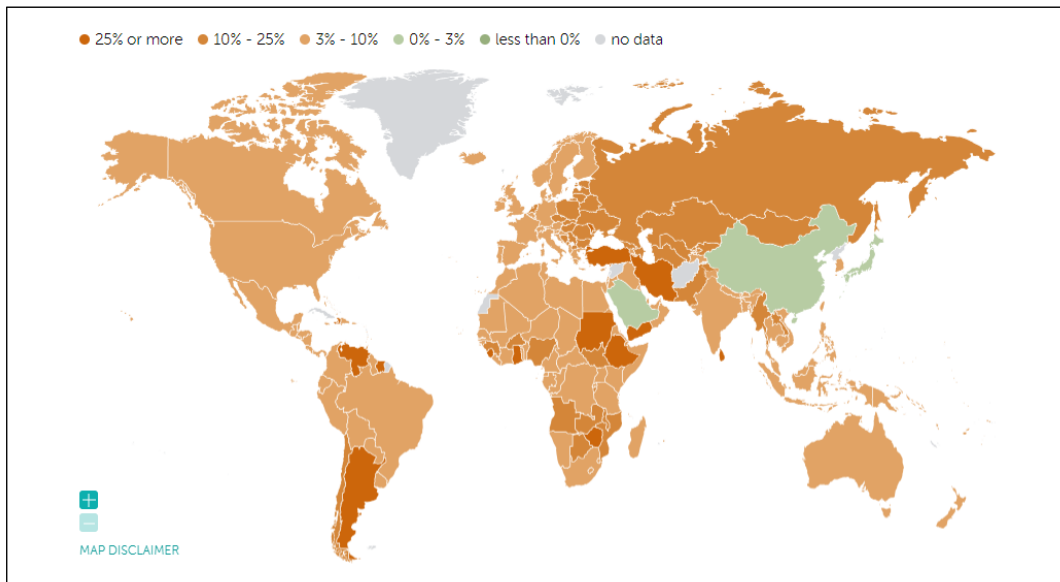 25% or more 10% - 25% 3% - 10% 0% - 3% less than 0% no data
+
−
MAP DISCLAIMER